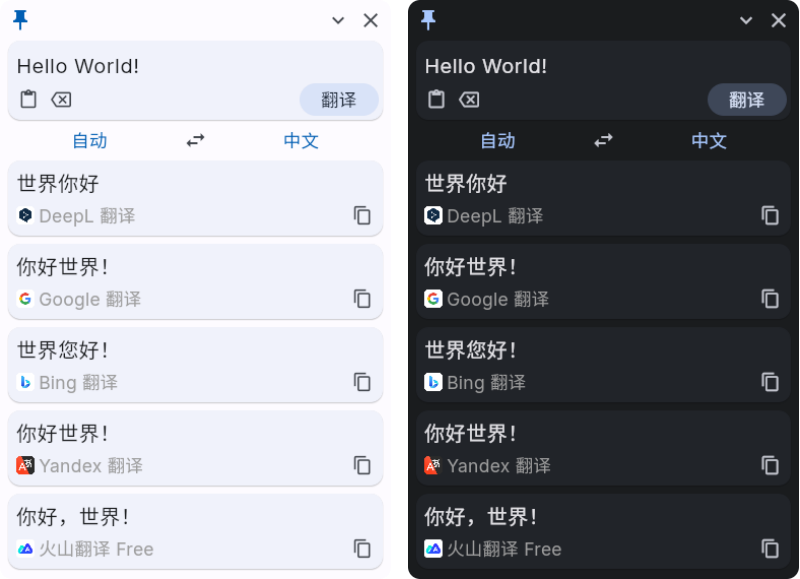 Hello World!
翻译
自动
中文
世界你好
DeepL 翻译
你好世界！
Google 翻译
世界您好！
Bing 翻译
你好世界！
Yandex 翻译
你好，世界！
火山翻译 Free
Hello World!
翻译
自动
中文
世界你好
DeepL 翻译
你好世界！
Google 翻译
世界您好！
Bing 翻译
你好世界！
Yandex 翻译
你好，世界！
火山翻译 Free